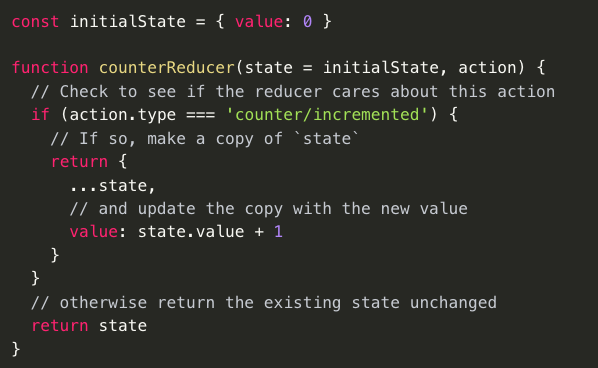 const initialState = { value: 0 }

function counterReducer(state = initialState, action) {
  // Check to see if the reducer cares about this action
  if (action.type === 'counter/incremented') {
    // If so, make a copy of `state`
    return {
      ...state,
      // and update the copy with the new value
      value: state.value + 1
    }
  }
  // otherwise return the existing state unchanged
  return state
}